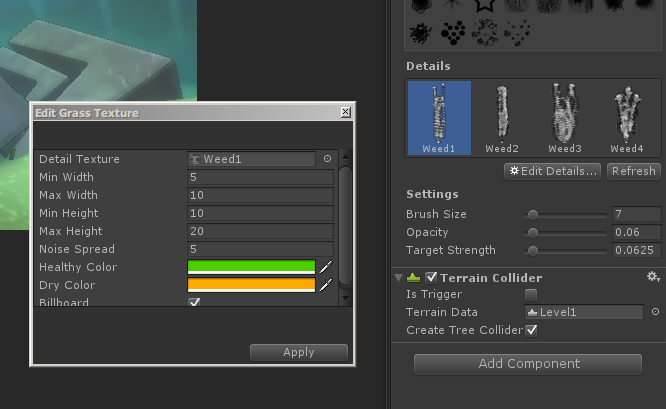 Edit Grass Texture
Detail Texture Weed1
Min Width 5
Max Width 10
Min Height 10
Max Height 20
Noise Spread 5
Healthy Color
Dry Color
Billboard
Apply
Details
Weed1 Weed2 Weed3 Weed4
Edit Details... Refresh
Settings
Brush Size 7
Opacity 0.06
Target Strength 0.0625
Terrain Collider
Is Trigger
Terrain Data Level1
Create Tree Collider
Add Component